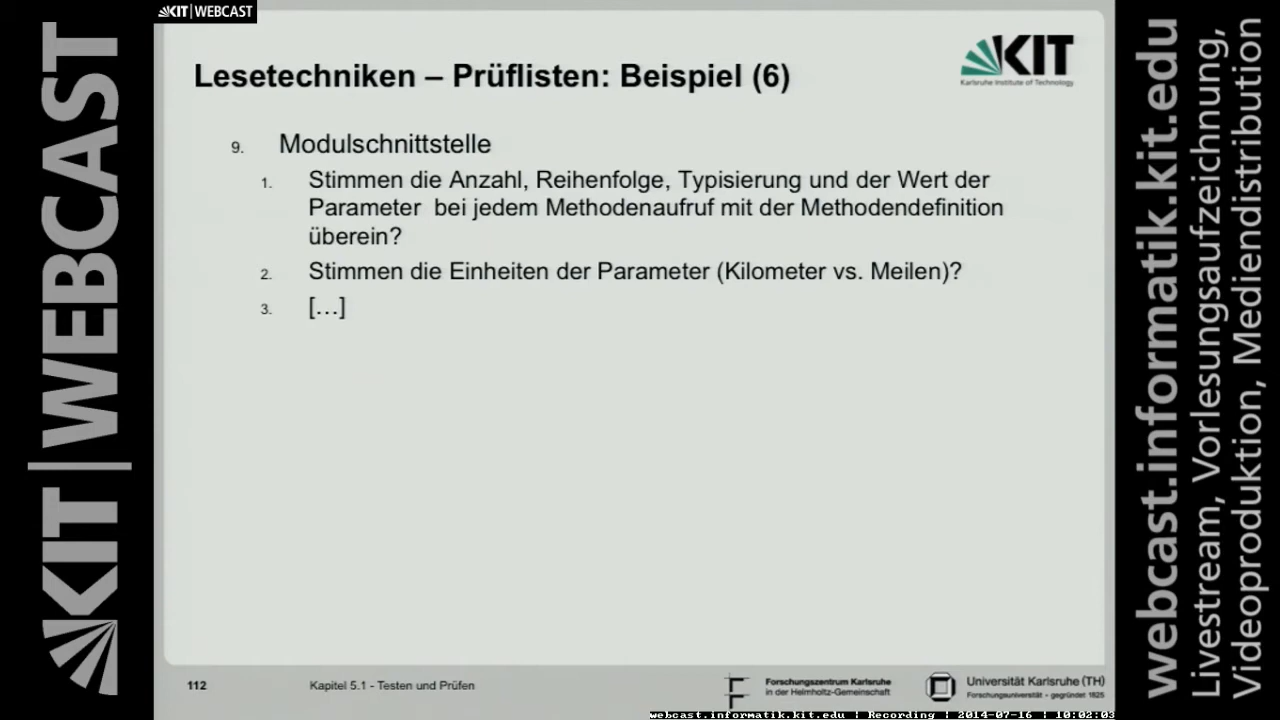 KIT | WEBCAST
KIT|WEBCAST
Lesetechniken – Prüflisten: Beispiel (6)
KIT
Karlsruhe Institute of Technology
9. Modulschnittstelle
1. Stimmen die Anzahl, Reihenfolge, Typisierung und der Wert der
Parameter bei jedem Methodenaufruf mit der Methodendefinition
überein?
2. Stimmen die Einheiten der Parameter (Kilometer vs. Meilen)?
3. […]
112
Kapitel 5.1 - Testen und Prüfen
Forschungszentrum Karlsruhe
in der Helmholtz-Gemeinschaft
Universität Karlsruhe (TH)
Forschungsuniversität - gegründet 1825
webcast.informatik.kit.edu | Recording | 2014-07-16 | 10:02:03
webcast.informatik.kit.edu
Livestream, Vorlesungsaufzeichnung,
Videoproduktion, Mediendistribution